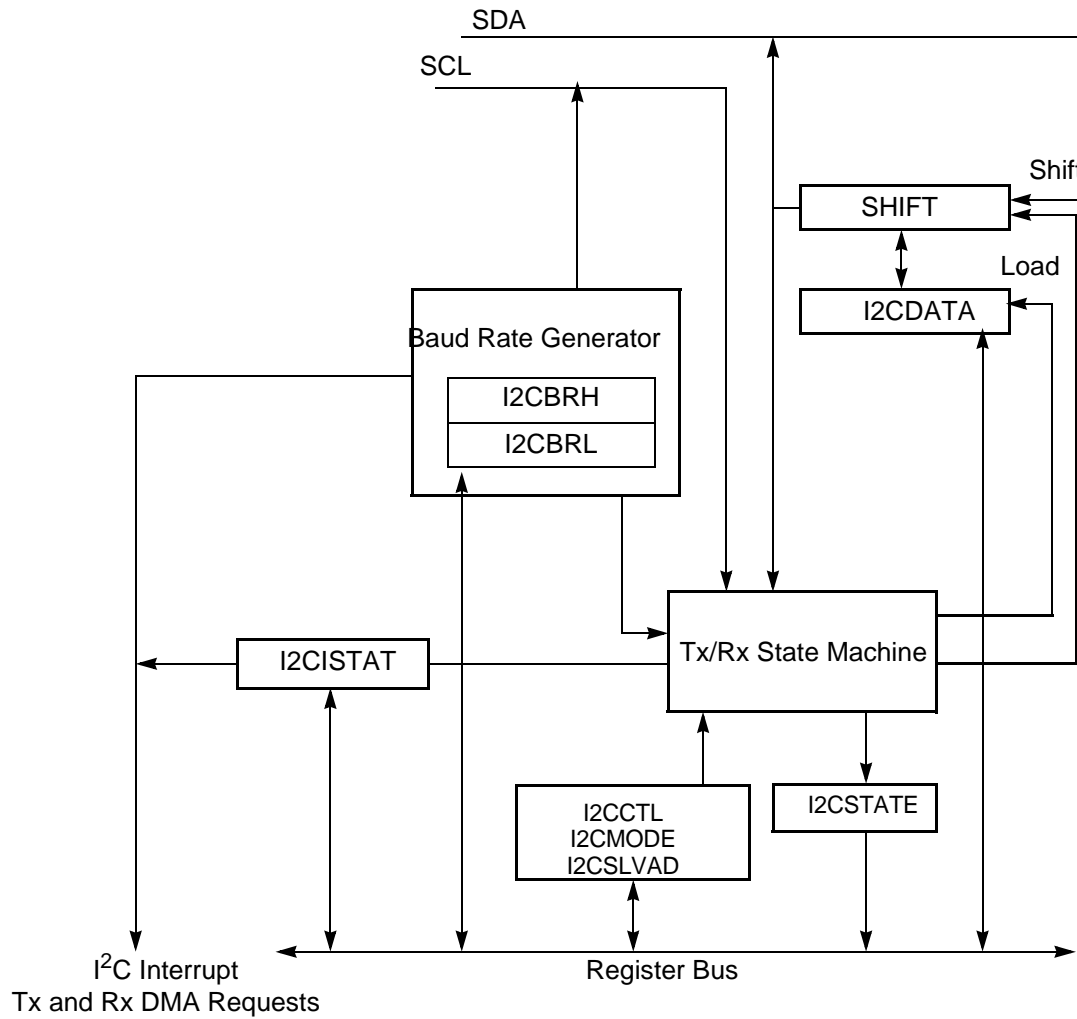 SDA
SCL
Shift
SHIFT
Load
I2CDATA
Baud Rate Generator
I2CBRH
I2CBRL
Tx/Rx State Machine
I2CISTAT
I2CCTL
I2CMODE
I2CSLVAD
I2CSTATE
I²C Interrupt
Tx and Rx DMA Requests
Register Bus